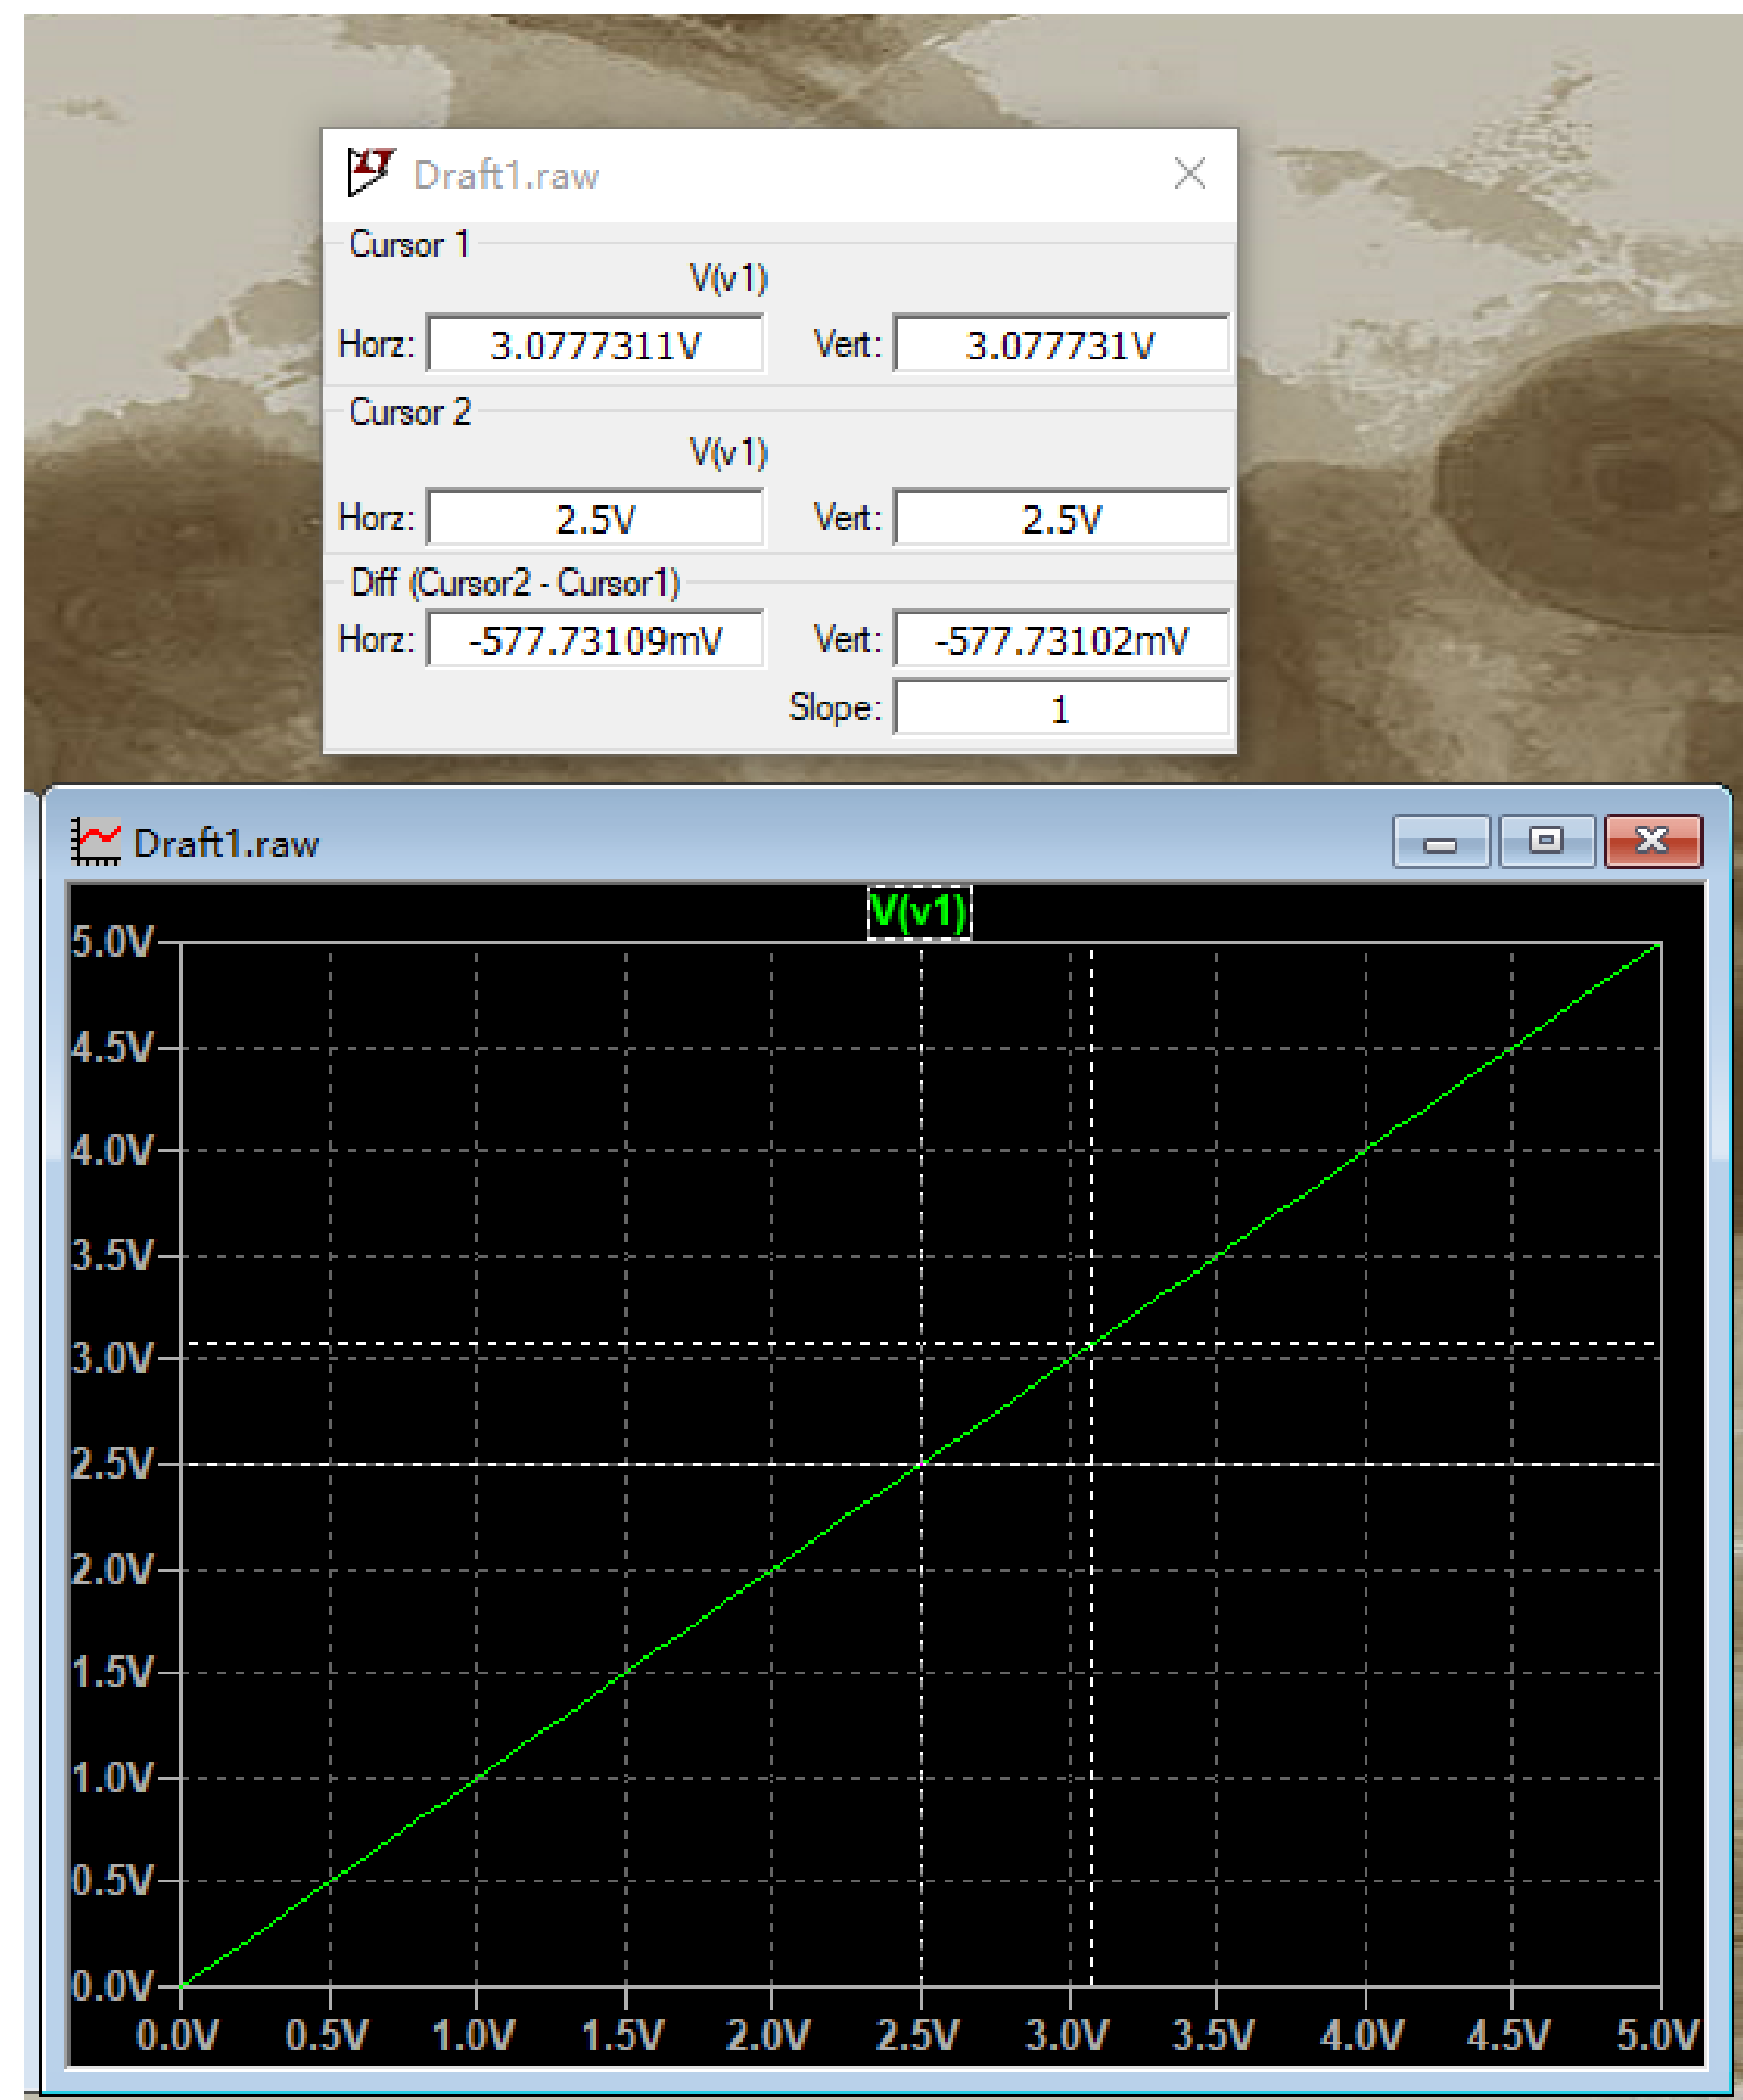 Draft1.raw
Cursor 1
V(v1)
Horz: 3.0777311V Vert: 3.077731V
Cursor 2
V(v1)
Horz: 2.5V Vert: 2.5V
Diff (Cursor2 - Cursor1)
Horz: -577.73109mV Vert: -577.73102mV
Slope: 1
Draft1.raw
V(v1)
5.0V
4.5V
4.0V
3.5V
3.0V
2.5V
2.0V
1.5V
1.0V
0.5V
0.0V
0.0V 0.5V 1.0V 1.5V 2.0V 2.5V 3.0V 3.5V 4.0V 4.5V 5.0V